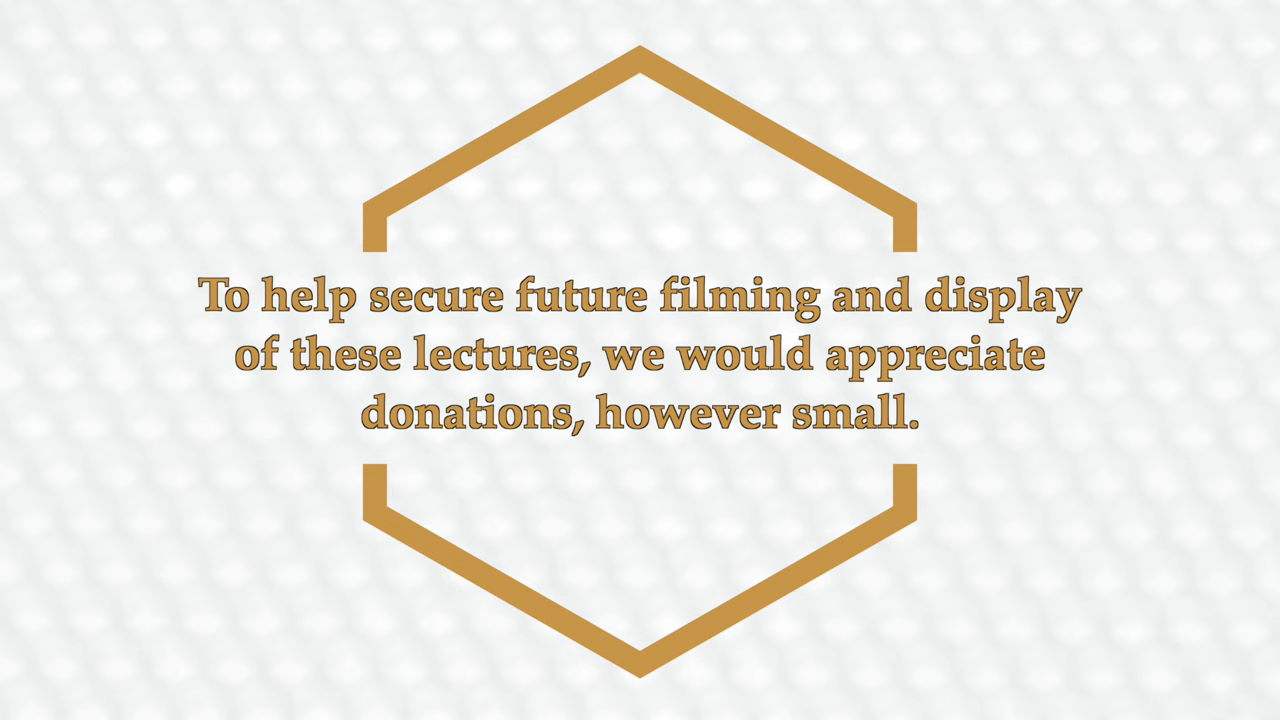 To help secure future filming and display
of these lectures, we would appreciate
donations, however small.